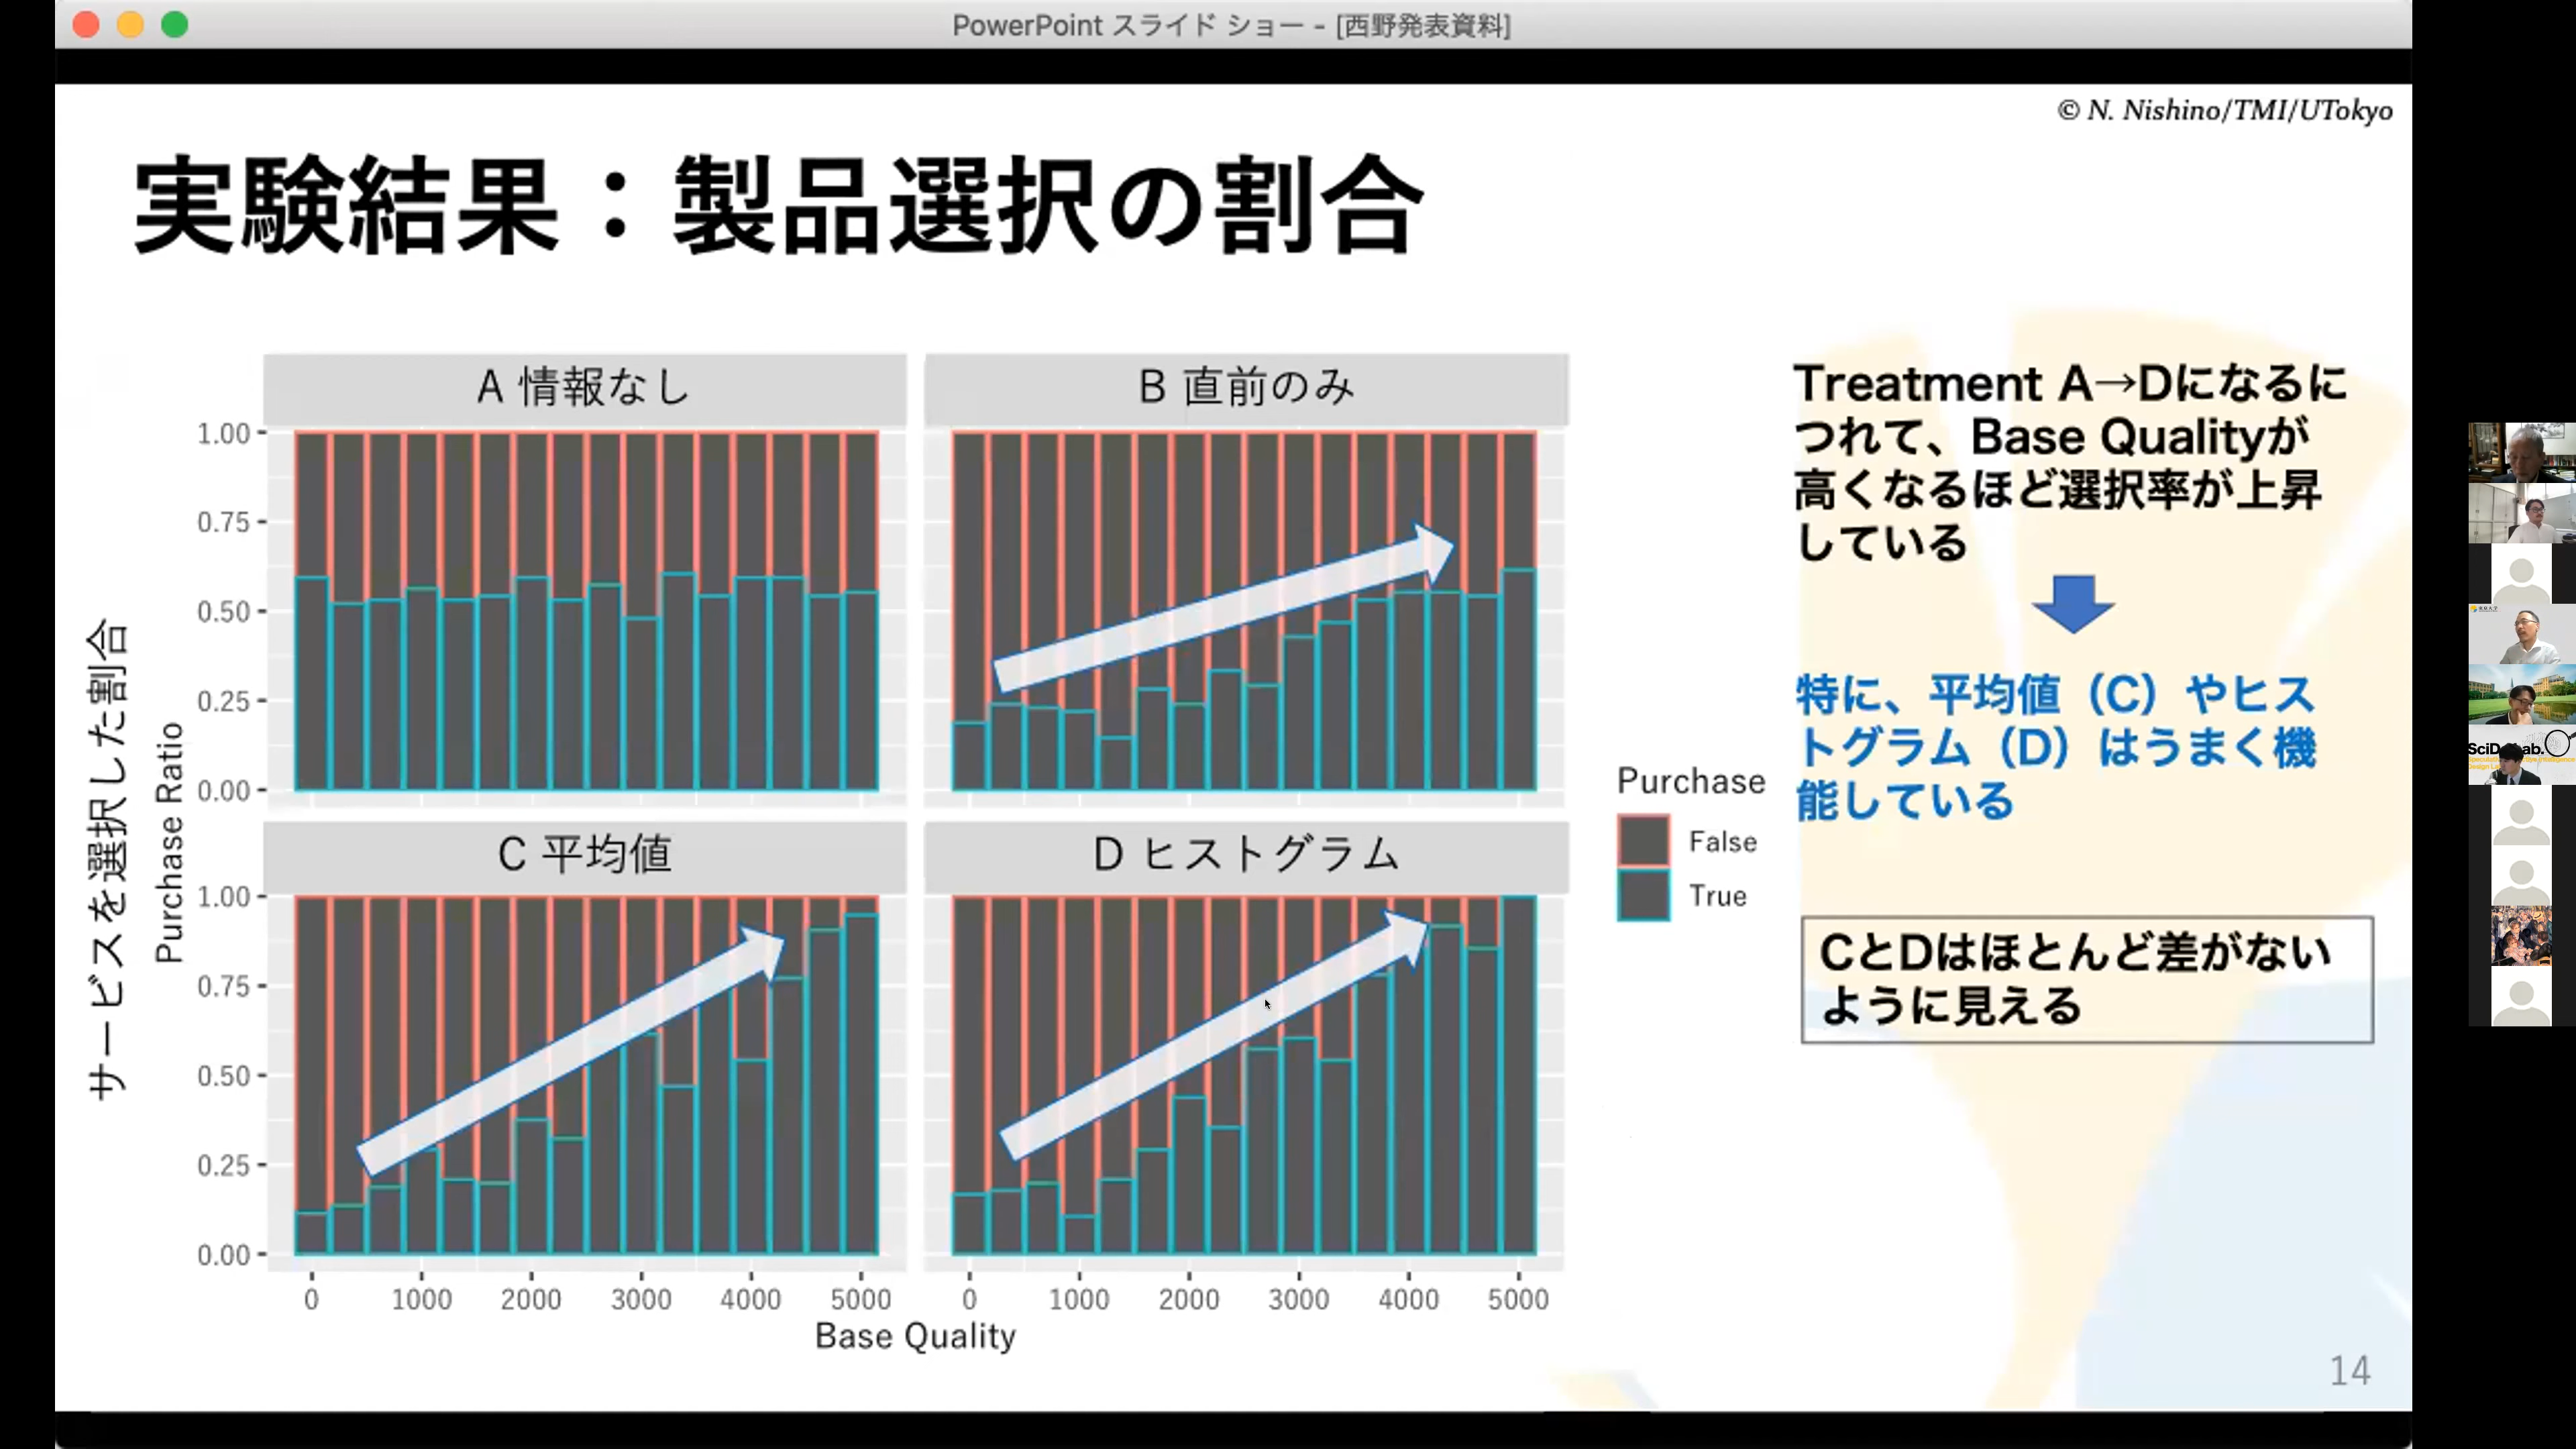 PowerPoint スライド ショー - [西野発表資料]
© N. Nishino/TMI/UTokyo
実験結果：製品選択の割合
サービスを選択した割合
Purchase Ratio
A 情報なし
B 直前のみ
1.00
0.75
0.50
0.25
0.00
C 平均値
D ヒストグラム
1.00
0.75
0.50
0.25
0.00
0 1000 2000 3000 4000 5000
0 1000 2000 3000 4000 5000
Base Quality
Purchase
False
True
Treatment A→Dになるに
つれて、Base Qualityが
高くなるほど選択率が上昇
している
特に、平均値（C）やヒス
トグラム（D）はうまく機
能している
CとDはほとんど差がない
ように見える
14